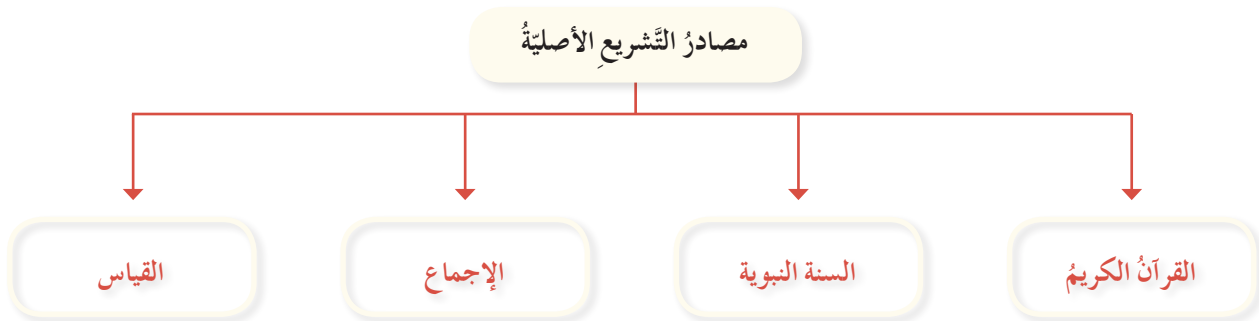 مصادرُ التَّشريعِ الأصليّةُ
القرآنُ الكريمُ
السنة النبوية
الإجماع
القياس